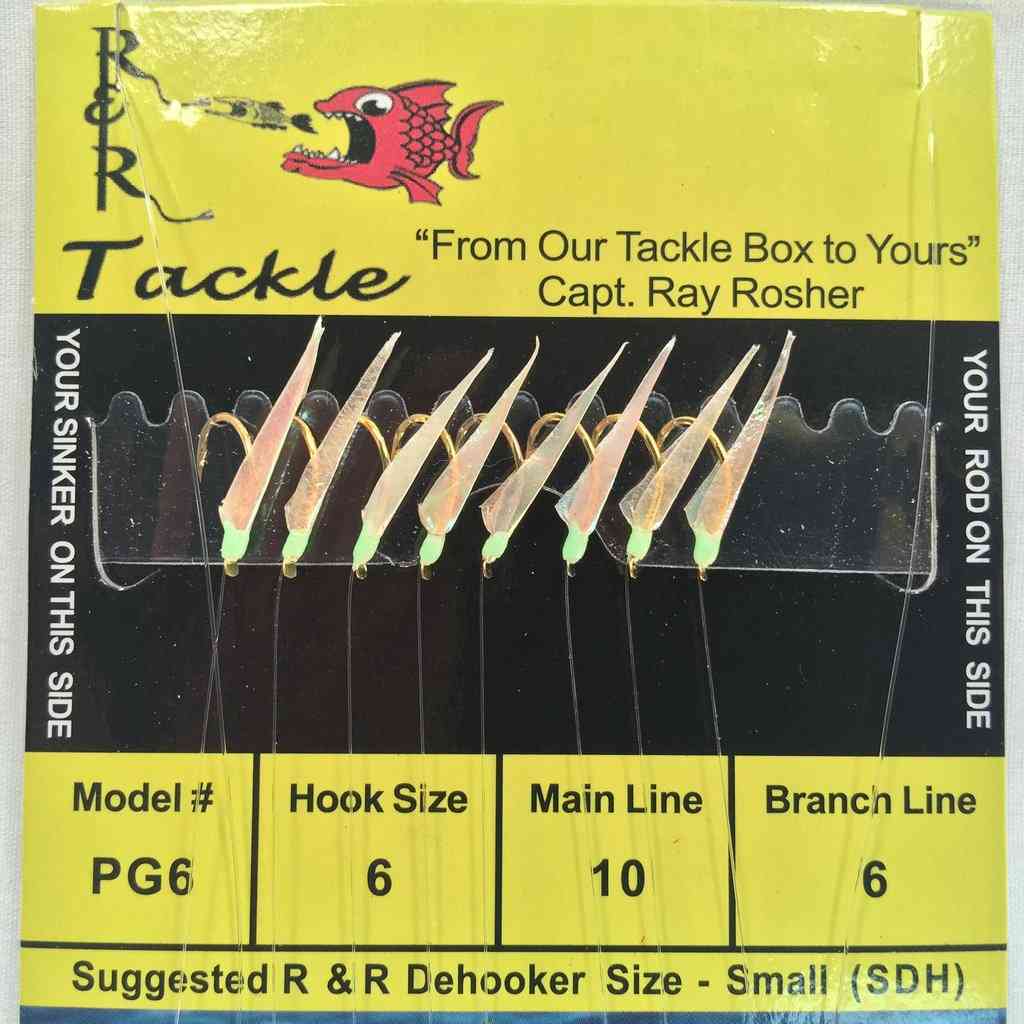 R
&
R
Tackle
“From Our Tackle Box to Yours”
Capt. Ray Rosher
YOUR SINKER ON THIS SIDE
YOUR ROD ON THIS SIDE
Model # Hook Size Main Line Branch Line
PG6 6 10 6
Suggested R & R Dehooker Size - Small (SDH)